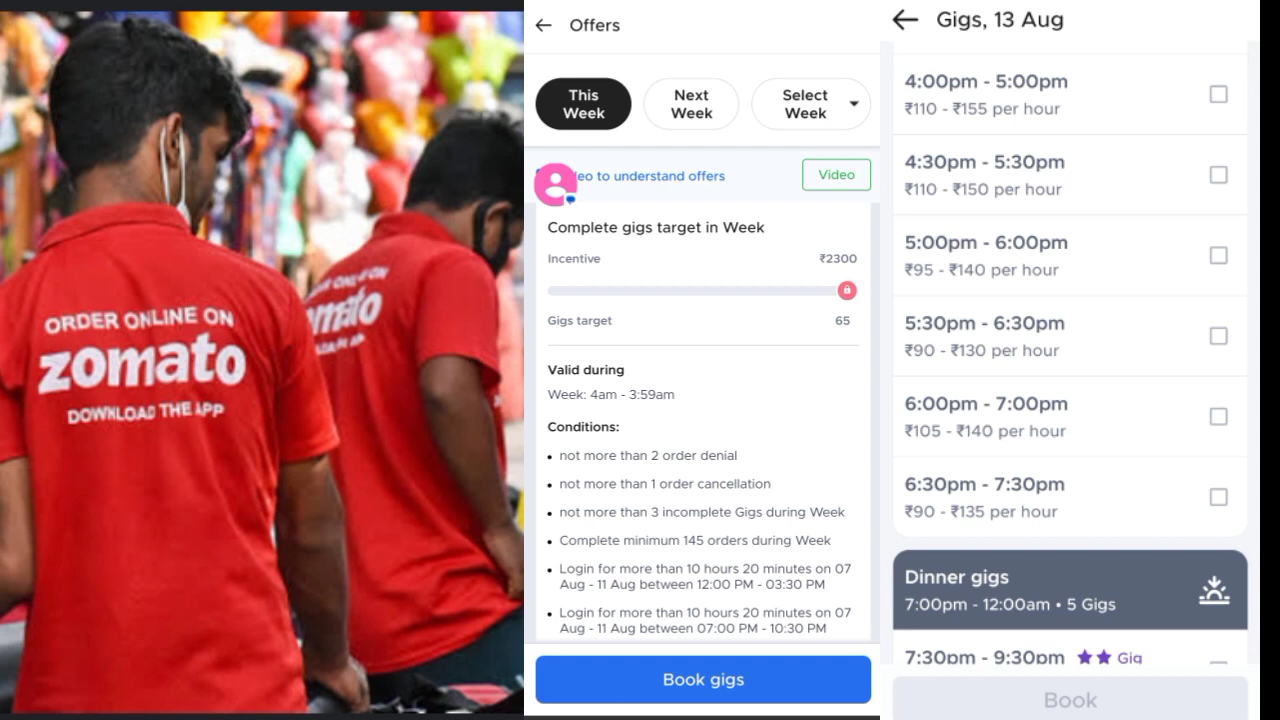 ORDER ONLINE ON
zomato
DOWNLOAD THE APP
Offers
This Week
Next Week
Select Week
to understand offers
Video
Complete gigs target in Week
Incentive ₹2300
Gigs target 65
Valid during
Week: 4am - 3:59am
Conditions:
• not more than 2 order denial
• not more than 1 order cancellation
• not more than 3 incomplete Gigs during Week
• Complete minimum 145 orders during Week
• Login for more than 10 hours 20 minutes on 07
Aug - 11 Aug between 12:00 PM - 03:30 PM
• Login for more than 10 hours 20 minutes on 07
Aug - 11 Aug between 07:00 PM - 10:30 PM
Book gigs
Gigs, 13 Aug
4:00pm - 5:00pm
₹110 - ₹155 per hour
4:30pm - 5:30pm
₹110 - ₹150 per hour
5:00pm - 6:00pm
₹95 - ₹140 per hour
5:30pm - 6:30pm
₹90 - ₹130 per hour
6:00pm - 7:00pm
₹105 - ₹140 per hour
6:30pm - 7:30pm
₹90 - ₹135 per hour
Dinner gigs
7:00pm - 12:00am • 5 Gigs
7:30pm - 9:30pm ★★ Gig
Book